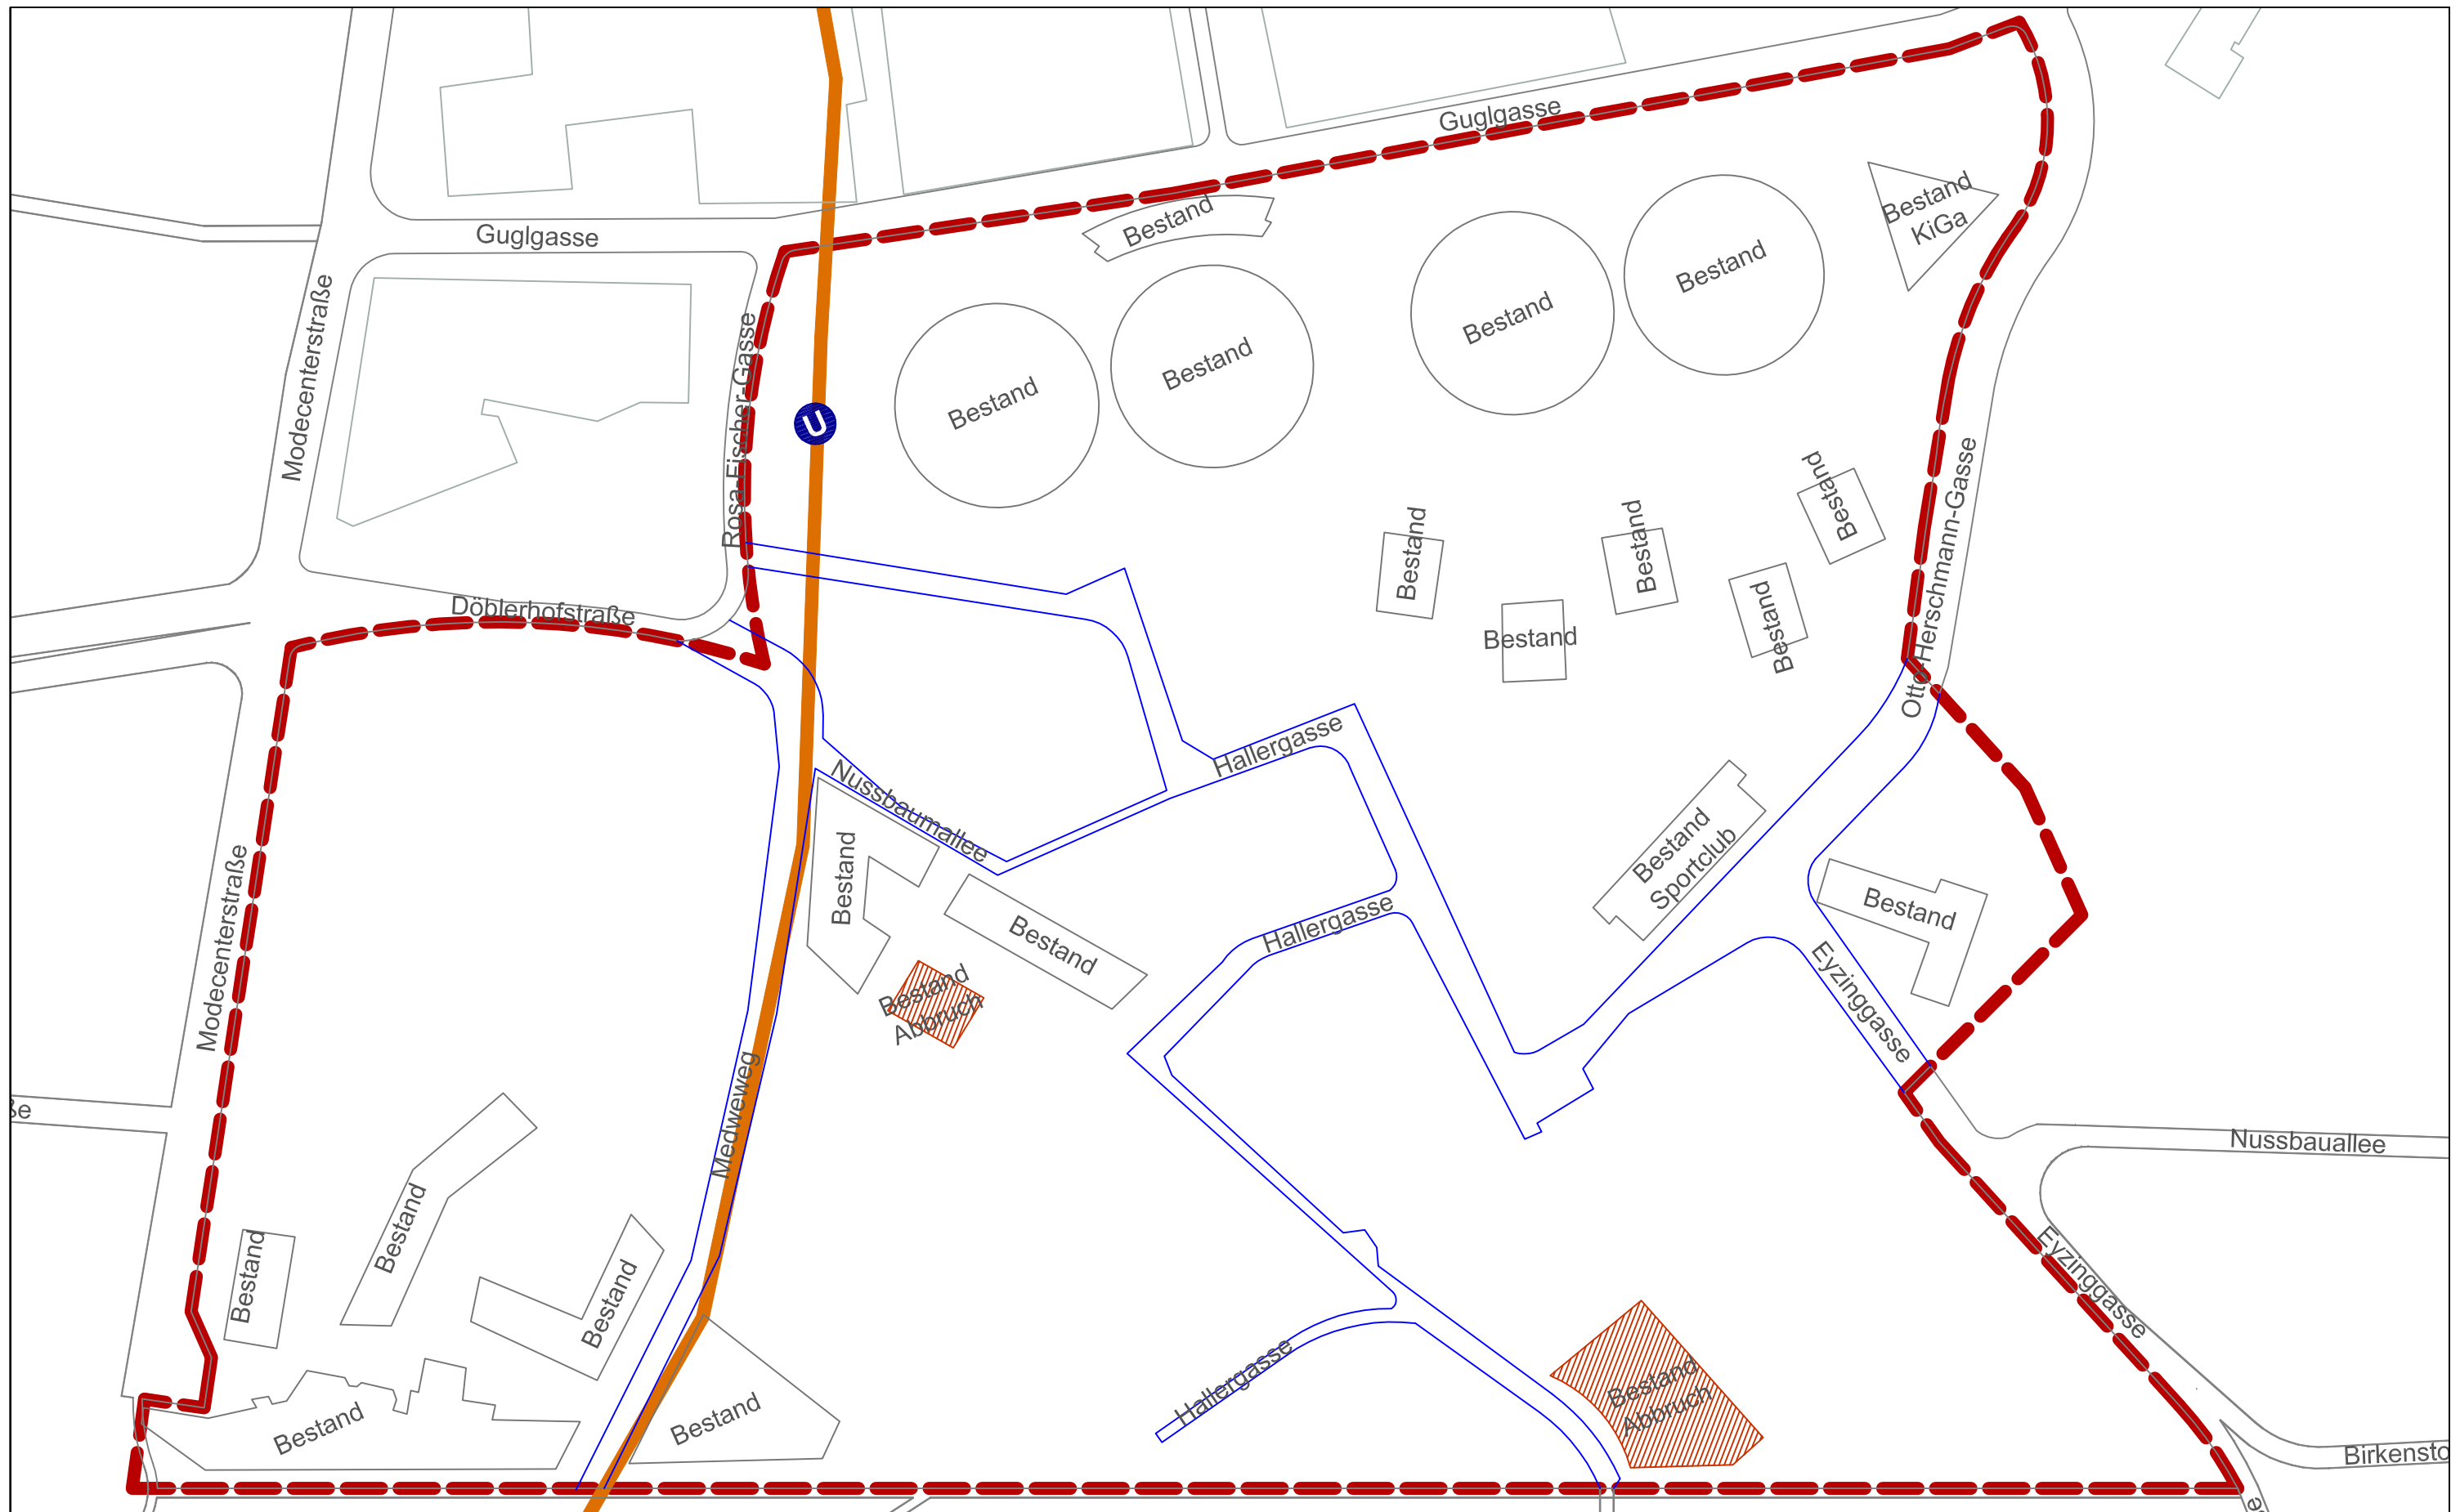 Guglgasse
Bestand
KiGa
Bestand
Guglgasse
Bestand
Modecenterstraße
Bestand
Bestand
Rosa-Fischer-Gasse
Bestand
U
Bestand
Bestand
Bestand
Bestand
Otto-Herschmann-Gasse
Döblerhofstraße
Bestand
Bestand
Hallergasse
Nussbaumallee
Bestand
Sportclub
Bestand
Bestand
Hallergasse
Bestand
Modecenterstraße
Bestand
Abbruch
Eyzinggasse
ße
Medweweg
Nussbauallee
Bestand
Bestand
Bestand
Eyzinggasse
Hallergasse
Bestand
Abbruch
Bestand
Bestand
Birkensto
e